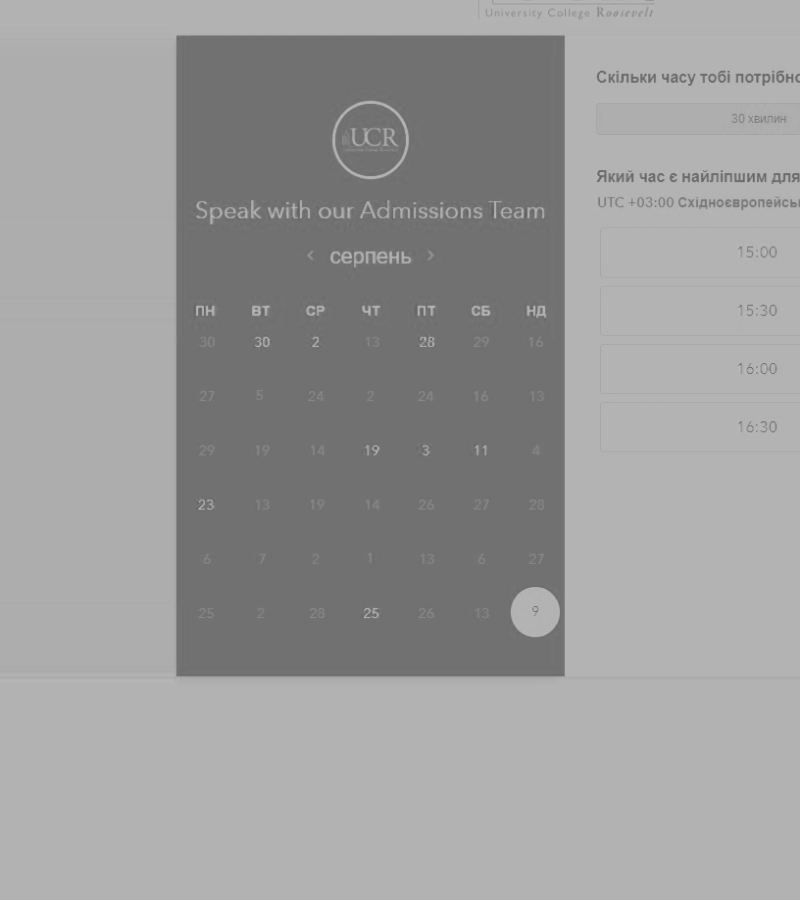 University College Roosevelt
UCR
Speak with our Admissions Team
серпень
ПН ВТ СР ЧТ ПТ СБ НД
30 30 2 13 28 29 16
27 5 24 2 24 16 13
29 19 14 19 3 11 4
23 13 19 14 26 27 28
6 7 2 1 13 6 27
25 2 28 25 26 13 9
Скільки часу тобі потрібно
30 хвилин
Який час є найліпшим для
UTC +03:00 Східноєвропейсь
15:00
15:30
16:00
16:30